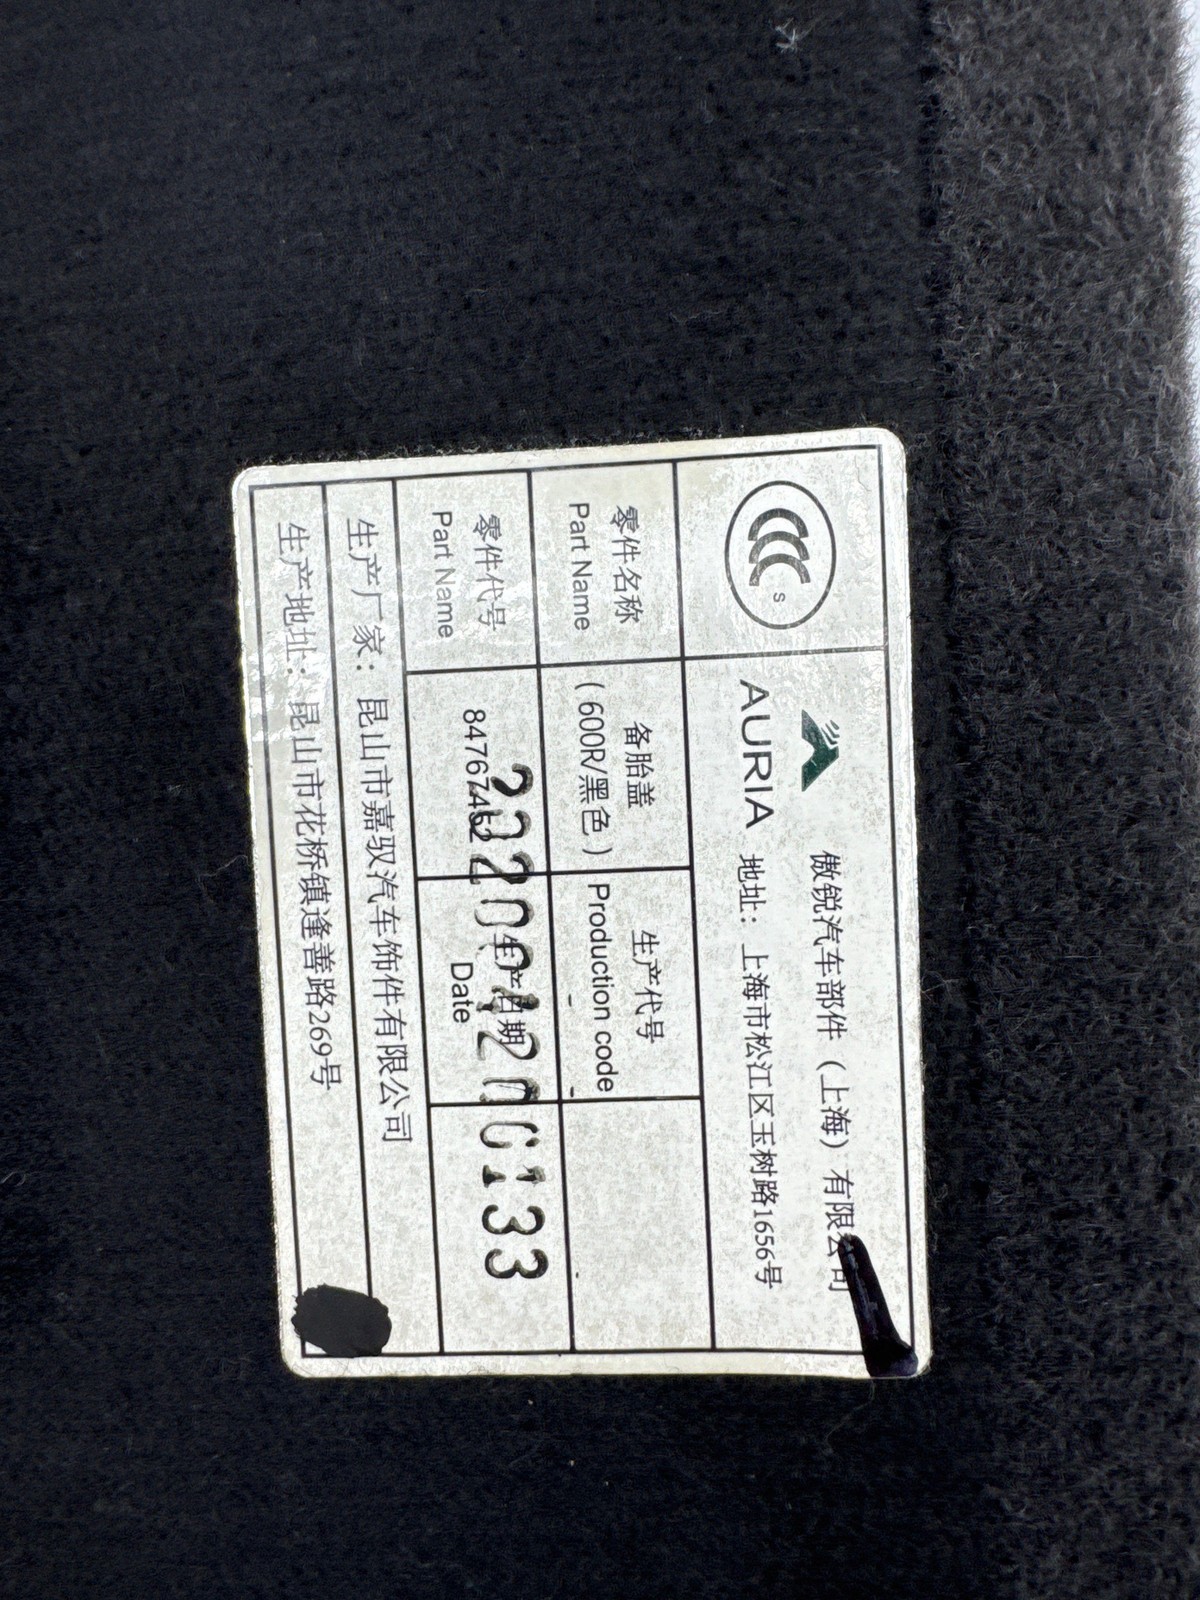 CCC S
AURIA
傲锐汽车部件（上海）有限公司
地址：上海市松江区玉树路1656号
零件名称
Part Name
备胎盖
（600R/黑色）
生产代号
Production code
零件代号
Part Name
84767452
生产日期
Date
20200420C133
生产厂家：昆山市嘉驭汽车饰件有限公司
生产地址：昆山市花桥镇逢善路269号